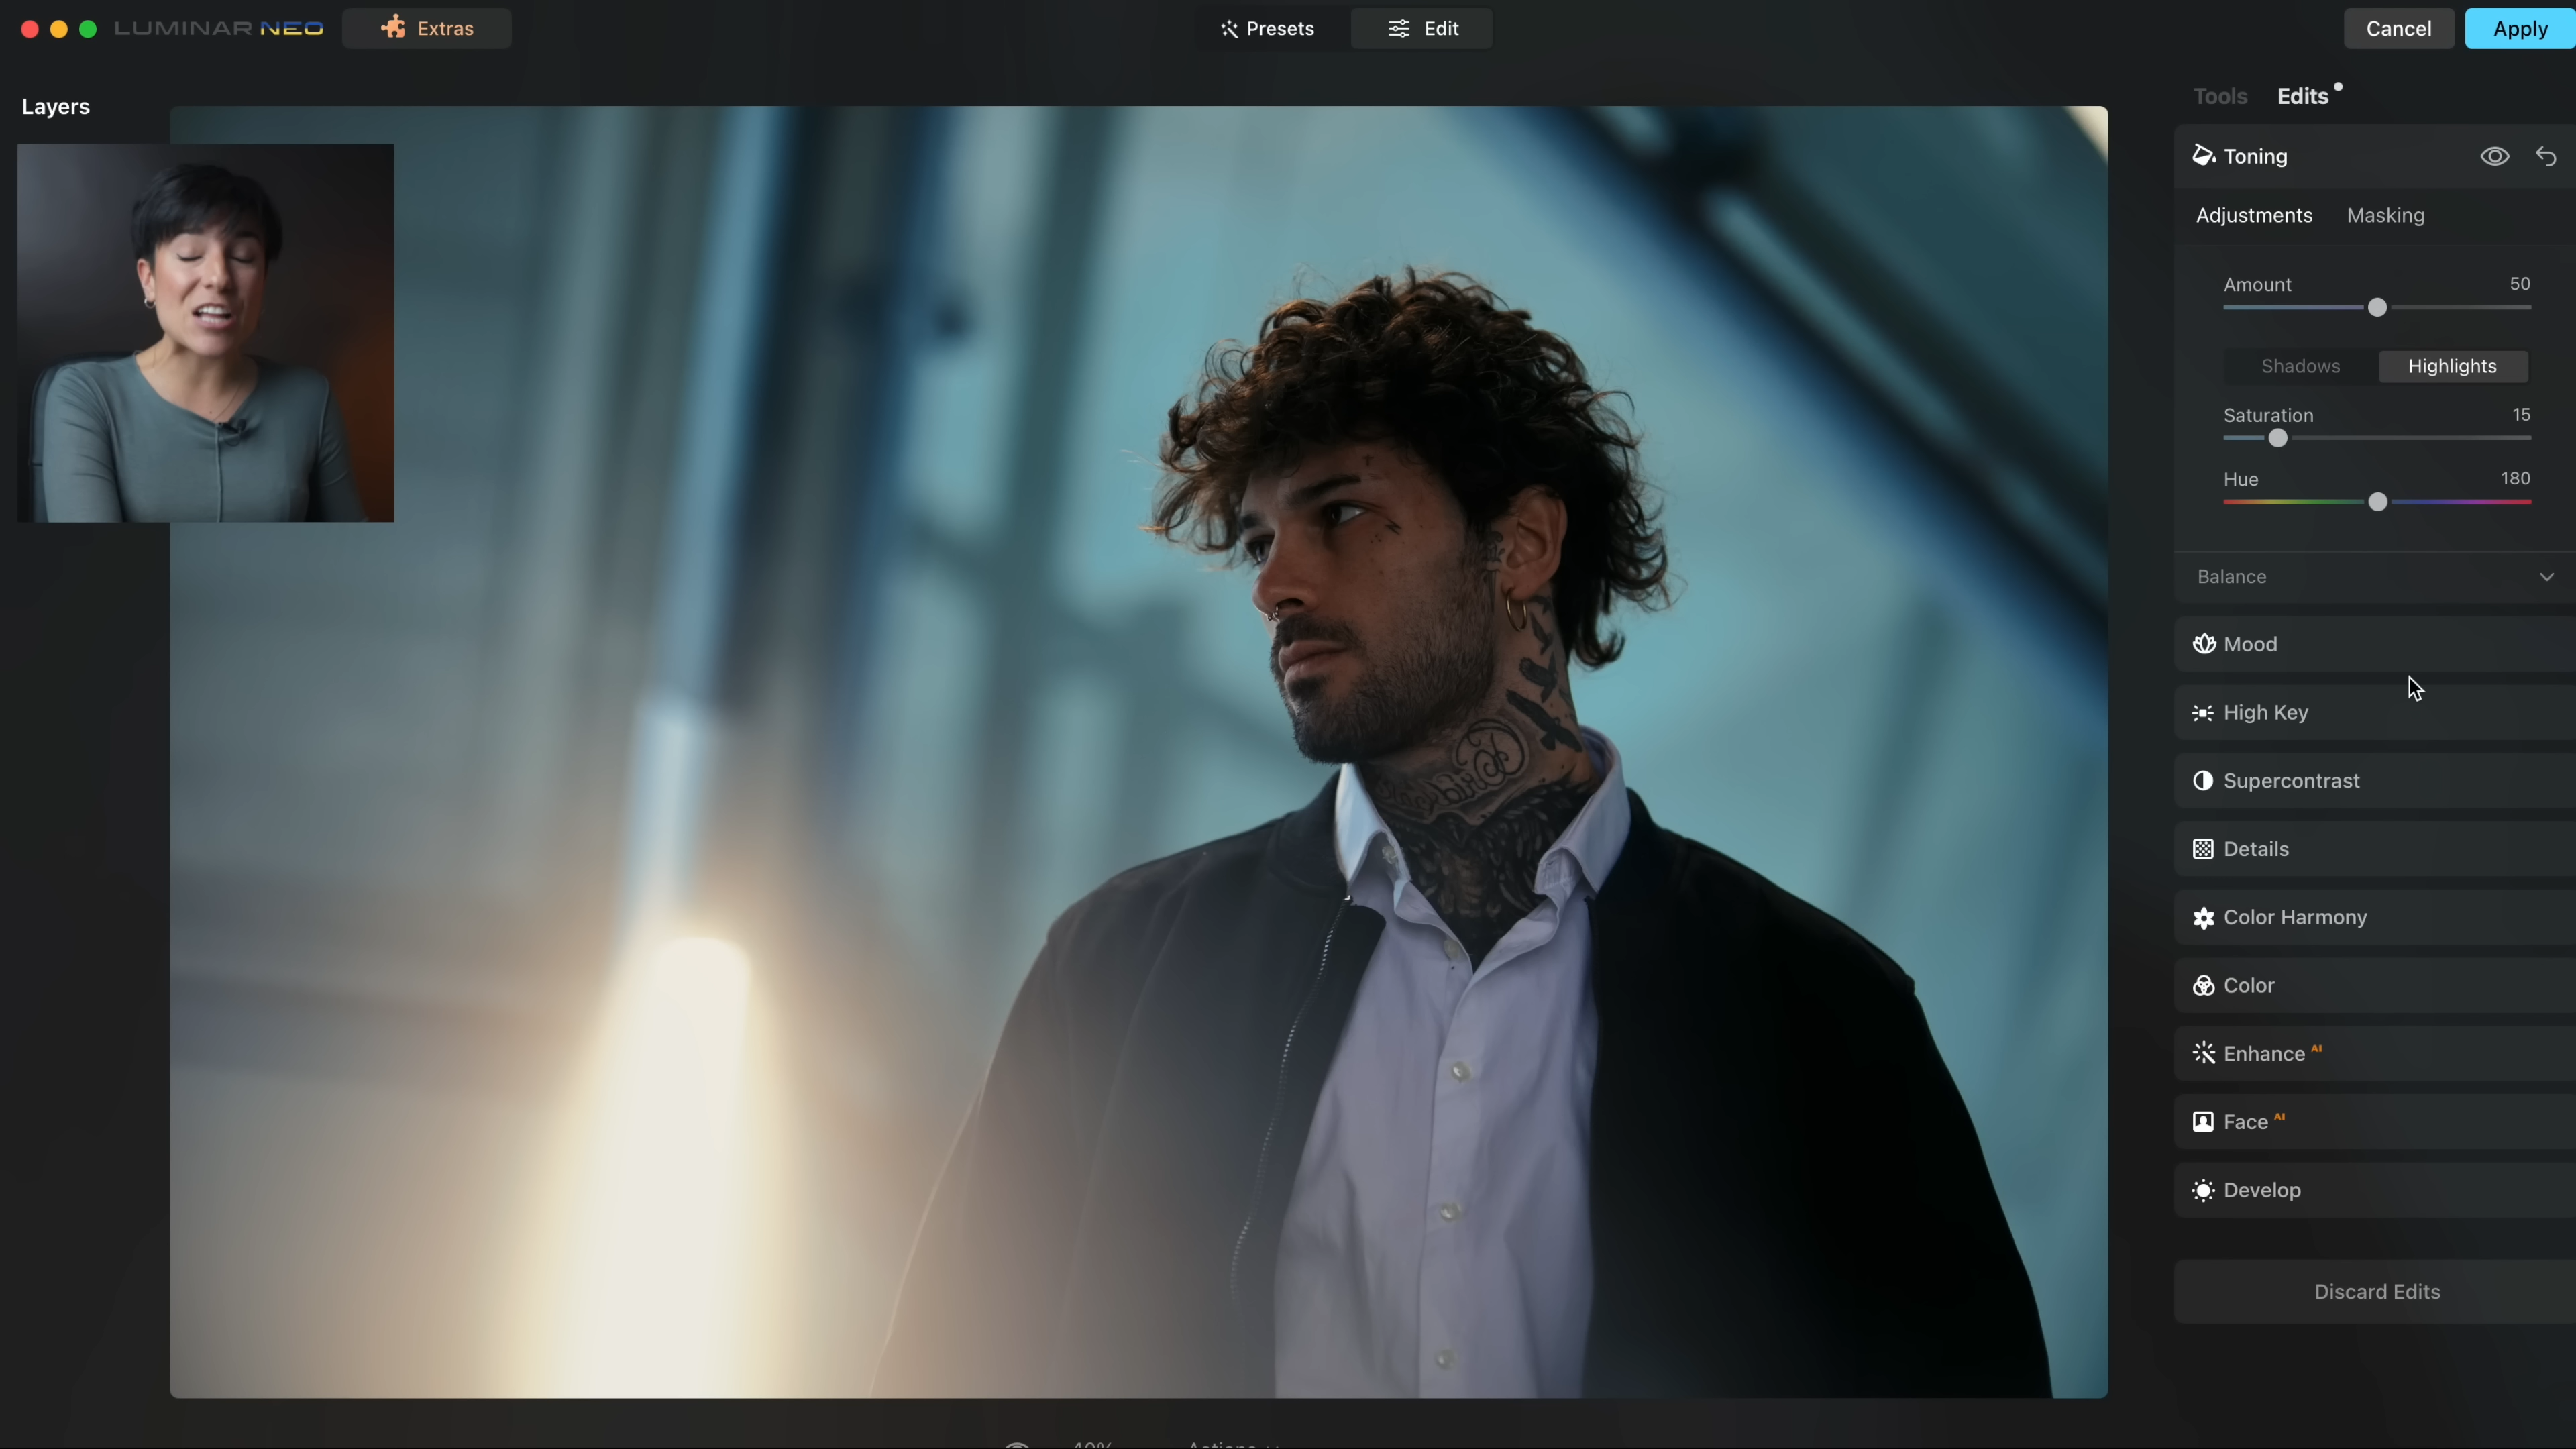 LUMINAR NEO
Extras
Presets
Edit
Cancel
Apply
Layers
Tools
Edits
Toning
Adjustments
Masking
Amount 50
Shadows
Highlights
Saturation 15
Hue 180
Balance
Mood
High Key
Supercontrast
Details
Color Harmony
Color
Enhance AI
Face AI
Develop
Discard Edits